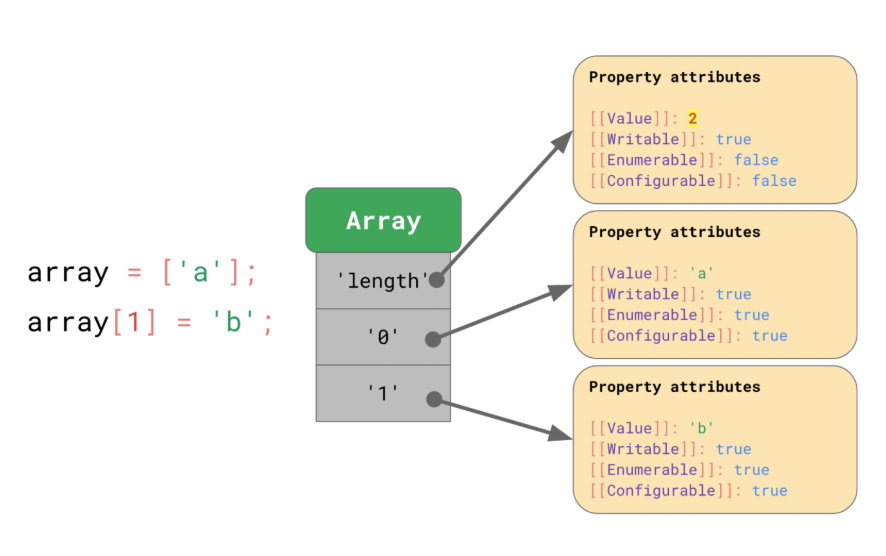 array = ['a'];
array[1] = 'b';
Array
'length'
'0'
'1'
Property attributes
[[Value]]: 2
[[Writable]]: true
[[Enumerable]]: false
[[Configurable]]: false
Property attributes
[[Value]]: 'a'
[[Writable]]: true
[[Enumerable]]: true
[[Configurable]]: true
Property attributes
[[Value]]: 'b'
[[Writable]]: true
[[Enumerable]]: true
[[Configurable]]: true